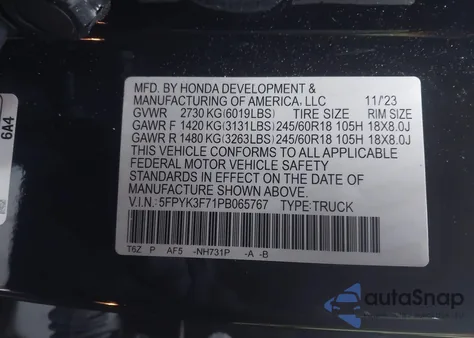 MFD. BY HONDA DEVELOPMENT &
MANUFACTURING OF AMERICA, LLC 11/'23
GVWR 2730 KG(6019LBS) TIRE SIZE RIM SIZE
GAWR F 1420 KG(3131LBS) 245/60R18 105H 18X8.0J
GAWR R 1480 KG(3263LBS) 245/60R18 105H 18X8.0J
THIS VEHICLE CONFORMS TO ALL APPLICABLE
FEDERAL MOTOR VEHICLE SAFETY
STANDARDS IN EFFECT ON THE DATE OF
MANUFACTURE SHOWN ABOVE.
V.I.N.: 5FPYK3F71PB065767 TYPE:TRUCK
T6Z P AF5 -NH731P -A -B
6A4
autaSnap